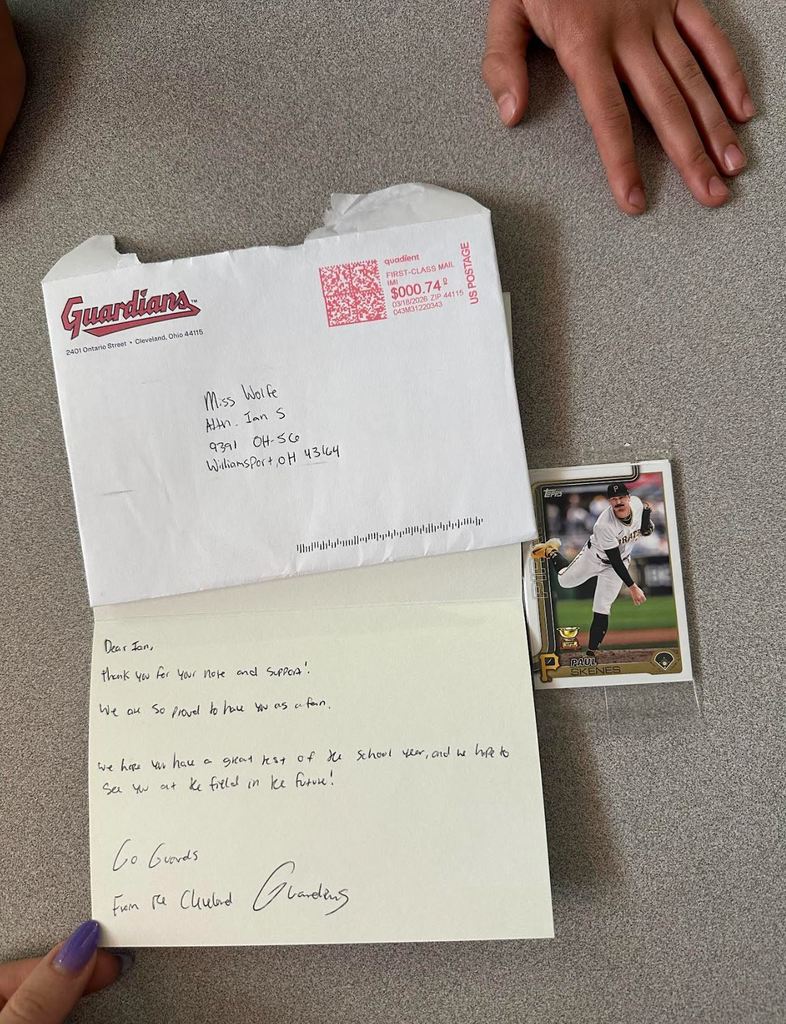 Guardians™
2401 Ontario Street • Cleveland, Ohio 44115
quadient
FIRST-CLASS MAIL
IMI
$000.74⁰
03/18/2026 ZIP 44115
043M31220343
US POSTAGE
Miss Wolfe
Attn. Ian S
9391 OH-56
Williamsport, OH 43164
Dear Ian,
thank you for your note and support!
We are so proud to have you as a fan.
We hope you have a great rest of the school year, and we hope to
see you at the field in the future!
Go Guards
From the Cleveland Guardians
Topps
P
PAUL
SKENES